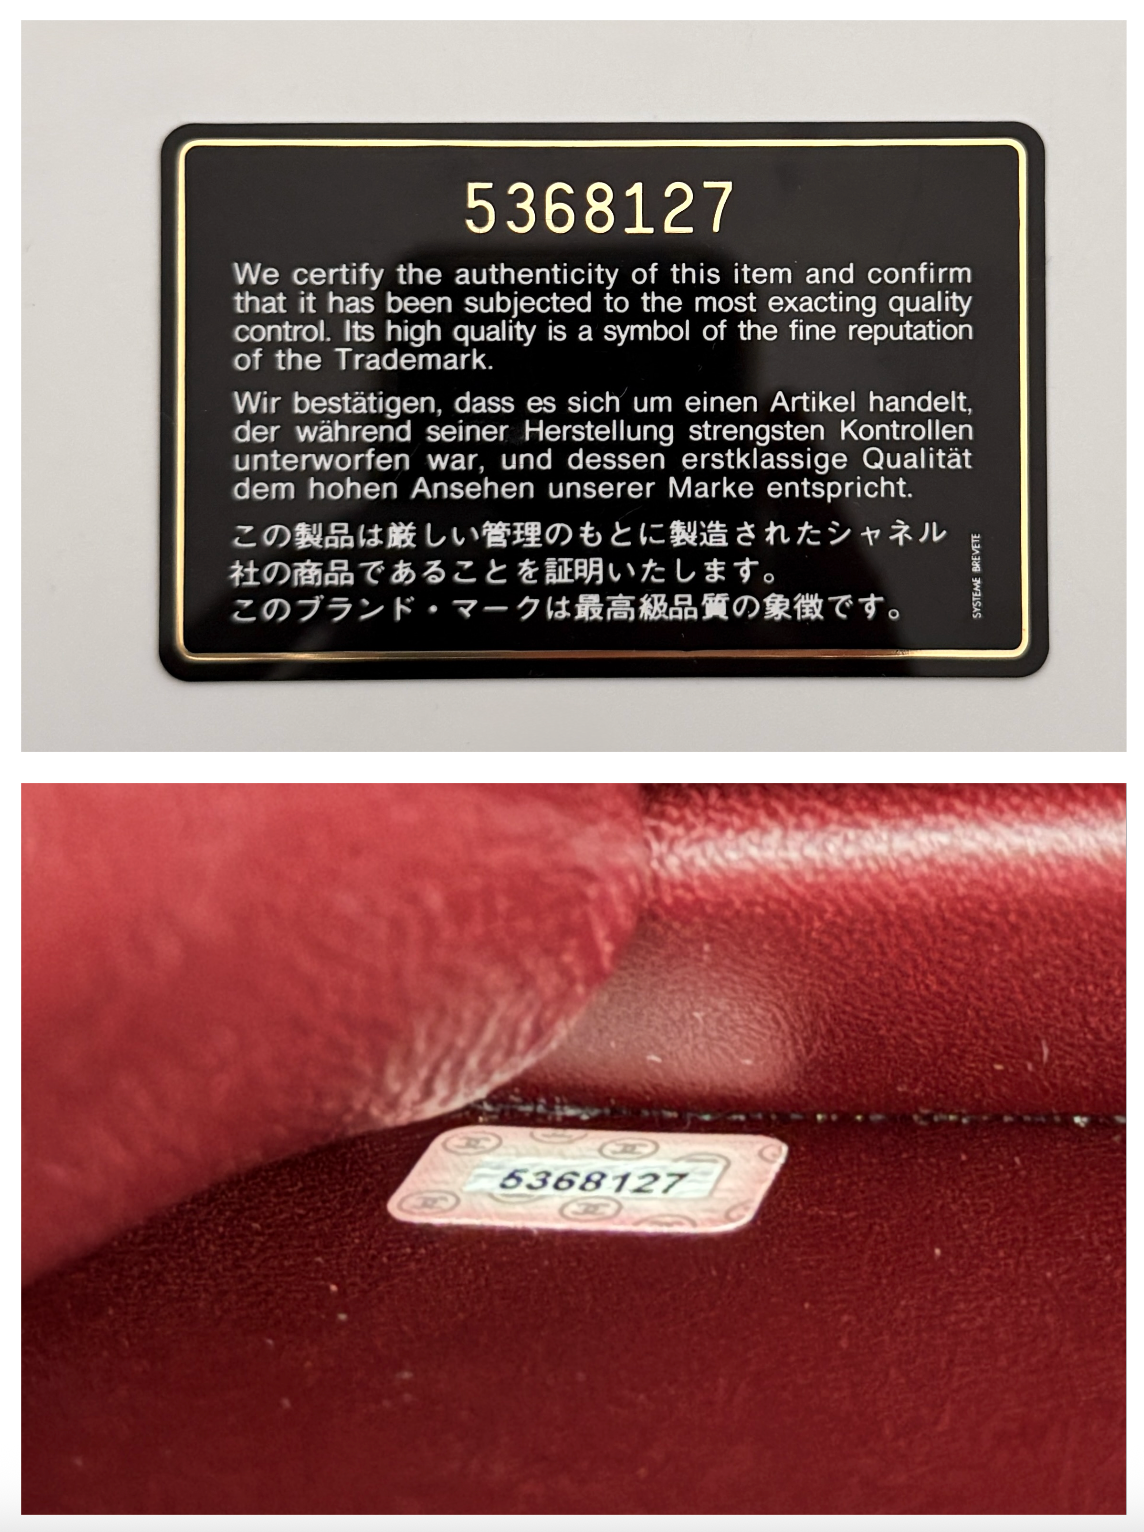 5368127
We certify the authenticity of this item and confirm
that it has been subjected to the most exacting quality
control. Its high quality is a symbol of the fine reputation
of the Trademark.
Wir bestätigen, dass es sich um einen Artikel handelt,
der während seiner Herstellung strengsten Kontrollen
unterworfen war, und dessen erstklassige Qualität
dem hohen Ansehen unserer Marke entspricht.
この製品は厳しい管理のもとに製造されたシャネル
社の商品であることを証明いたします。
このブランド・マークは最高級品質の象徴です。
SYSTEME BREVETE
5368127